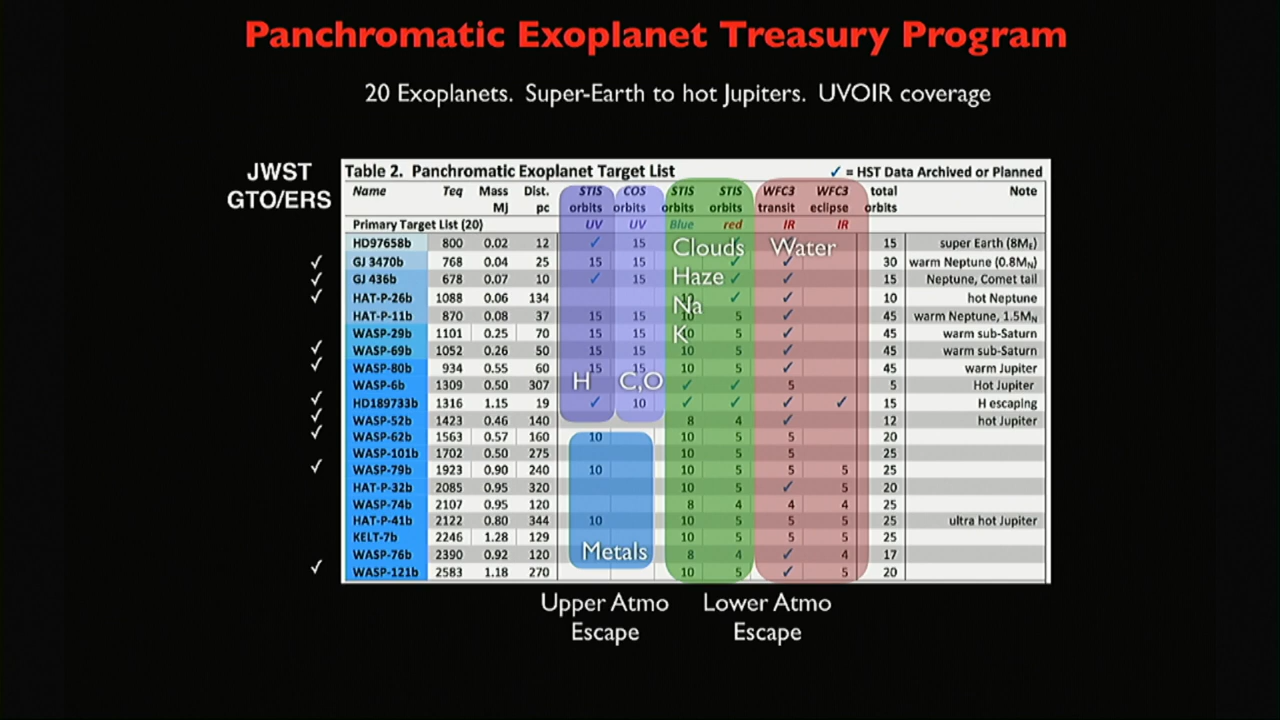 Panchromatic Exoplanet Treasury Program
20 Exoplanets. Super-Earth to hot Jupiters. UVOIR coverage
JWST
GTO/ERS
Table 2. Panchromatic Exoplanet Target List ✓ = HST Data Archived or Planned
Name Teq Mass Dist. STIS COS STIS STIS WFC3 WFC3 total Note
MJ pc orbits orbits orbits orbits transit eclipse orbits
Primary Target List (20) UV UV Blue red IR IR
HD97658b 800 0.02 12 ✓ 15 ✓ ✓ 15 super Earth (8ME)
✓ GJ 3470b 768 0.04 25 15 15 ✓ ✓ 30 warm Neptune (0.8MN)
✓ GJ 436b 678 0.07 10 ✓ 15 ✓ ✓ 15 Neptune, Comet tail
✓ HAT-P-26b 1088 0.06 134 10 ✓ ✓ 10 hot Neptune
HAT-P-11b 870 0.08 37 15 15 5 ✓ 45 warm Neptune, 1.5MN
WASP-29b 1101 0.25 70 15 15 10 5 ✓ 45 warm sub-Saturn
✓ WASP-69b 1052 0.26 50 15 15 10 5 ✓ 45 warm sub-Saturn
✓ WASP-80b 934 0.55 60 15 15 10 5 ✓ 45 warm Jupiter
WASP-6b 1309 0.50 307 ✓ ✓ 5 5 Hot Jupiter
✓ HD189733b 1316 1.15 19 ✓ 10 ✓ ✓ ✓ ✓ 15 H escaping
✓ WASP-52b 1423 0.46 140 8 4 ✓ 12 hot Jupiter
✓ WASP-62b 1563 0.57 160 10 10 5 5 20
WASP-101b 1702 0.50 275 10 5 5 25
✓ WASP-79b 1923 0.90 240 10 10 5 5 5 25
HAT-P-32b 2085 0.95 320 10 5 ✓ 5 20
WASP-74b 2107 0.95 120 8 4 4 4 25
HAT-P-41b 2122 0.80 344 10 10 5 5 5 25 ultra hot Jupiter
KELT-7b 2246 1.28 129 10 5 5 5 25
WASP-76b 2390 0.92 120 8 4 ✓ 4 17
✓ WASP-121b 2583 1.18 270 10 5 ✓ 5 20
Clouds
Haze
Na
K
Water
H
C,O
Metals
Upper Atmo
Escape
Lower Atmo
Escape